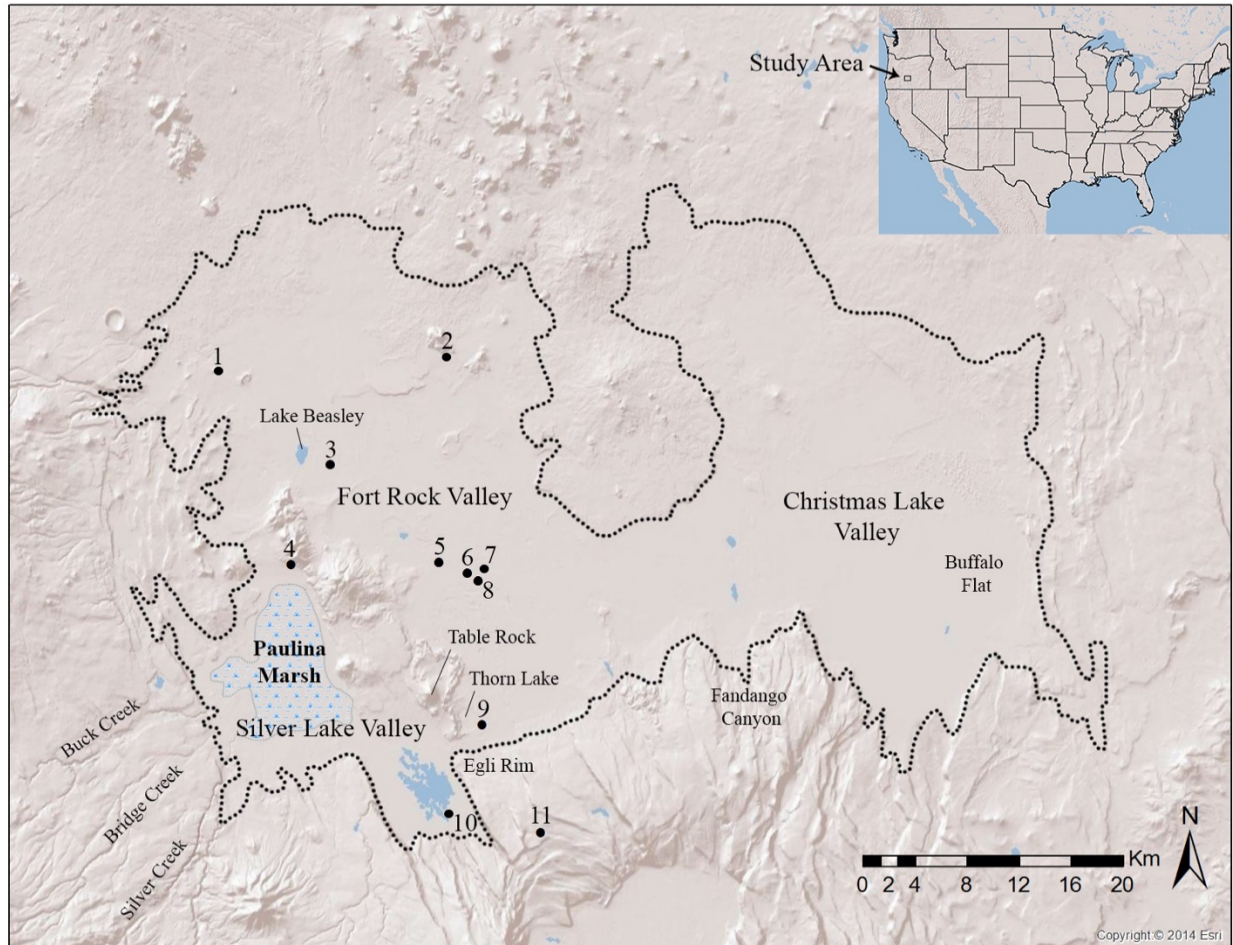 Study Area
1
2
Lake Beasley
3
Fort Rock Valley
Christmas Lake
Valley
4
5
6
7
8
Buffalo
Flat
Paulina
Marsh
Table Rock
Thorn Lake
9
Fandango
Canyon
Buck Creek
Silver Lake Valley
Egli Rim
Bridge Creek
10
11
Silver Creek
N
Km
0 2 4 8 12 16 20
Copyright:© 2014 Esri